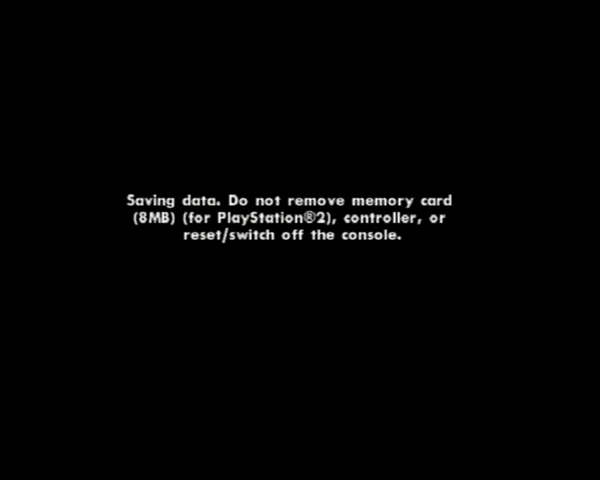 Saving data. Do not remove memory card
(8MB) (for PlayStation®2), controller, or
reset/switch off the console.